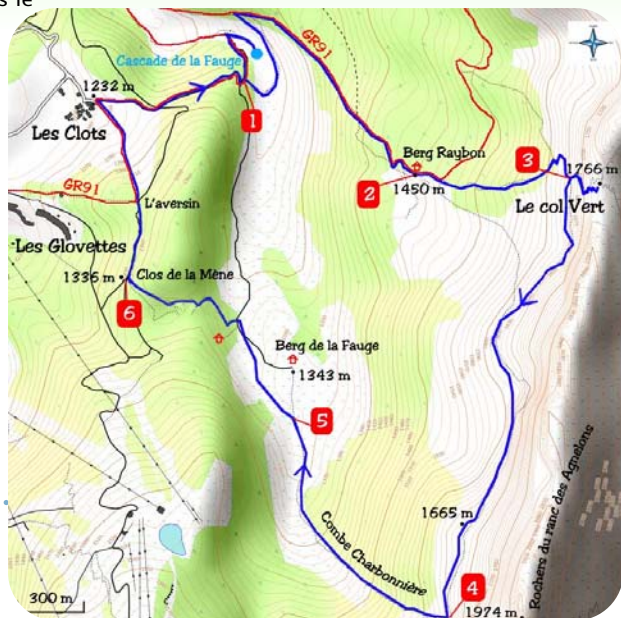 s le
GR91
Cascade de la Fauge
1232 m
Les Clots
1
Berg Raybon
3
1766 m
2
1450 m
Le col Vert
GR91
L'aversin
Les Glovettes
1336 m
Clos de la Mène
6
Berg de la Fauge
1343 m
5
Rochers du ranc des Agnelons
1665 m
Combe Charbonnière
4
300 m
1974 m